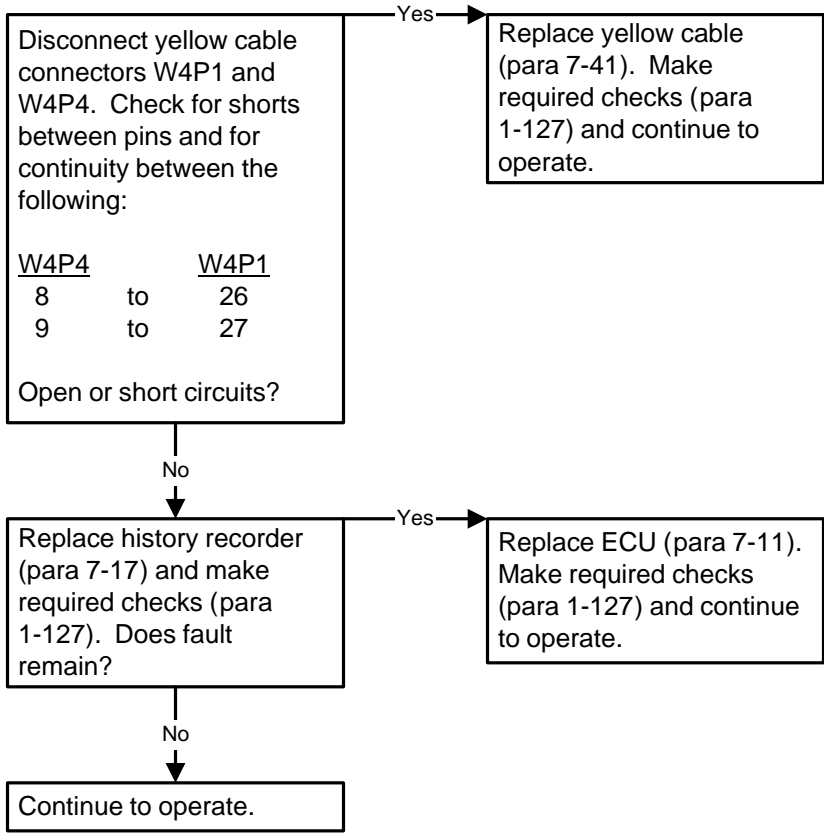 Disconnect yellow cable
connectors W4P1 and
W4P4. Check for shorts
between pins and for
continuity between the
following:
W4P4 W4P1
8 to 26
9 to 27
Open or short circuits?
Yes
Replace yellow cable
(para 7-41). Make
required checks (para
1-127) and continue to
operate.
No
Replace history recorder
(para 7-17) and make
required checks (para
1-127). Does fault
remain?
Yes
Replace ECU (para 7-11).
Make required checks
(para 1-127) and continue
to operate.
No
Continue to operate.